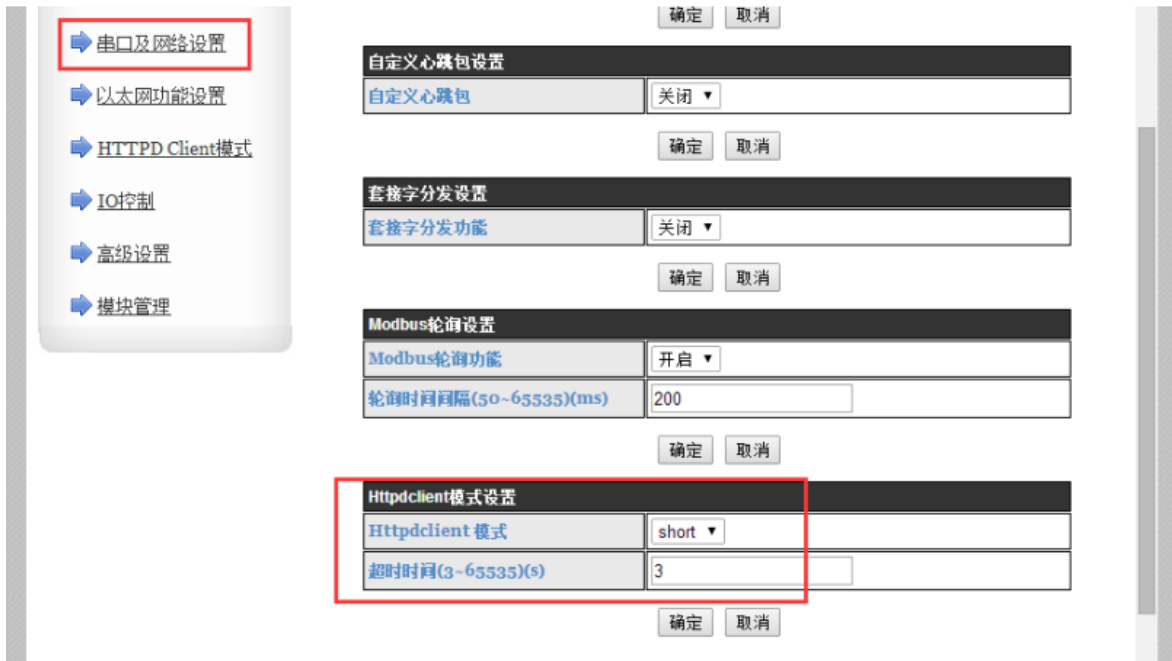 串口及网络设置
以太网功能设置
HTTPD Client模式
IO控制
高级设置
模块管理
确定 取消
自定义心跳包设置
自定义心跳包 关闭
确定 取消
套接字分发设置
套接字分发功能 关闭
确定 取消
Modbus轮询设置
Modbus轮询功能 开启
轮询时间间隔(50~65535)(ms) 200
确定 取消
Httpdclient模式设置
Httpdclient 模式 short
超时时间(3~65535)(s) 3
确定 取消